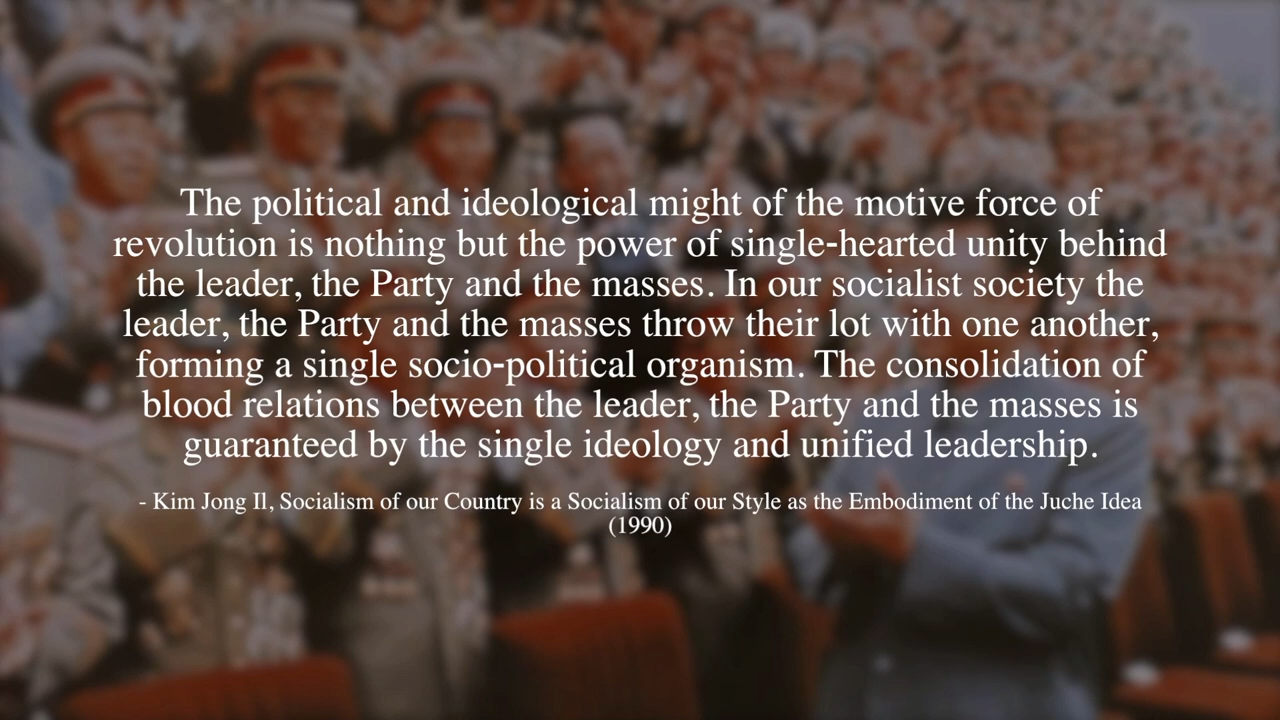 The political and ideological might of the motive force of
revolution is nothing but the power of single-hearted unity behind
the leader, the Party and the masses. In our socialist society the
leader, the Party and the masses throw their lot with one another,
forming a single socio-political organism. The consolidation of
blood relations between the leader, the Party and the masses is
guaranteed by the single ideology and unified leadership.
- Kim Jong Il, Socialism of our Country is a Socialism of our Style as the Embodiment of the Juche Idea
(1990)